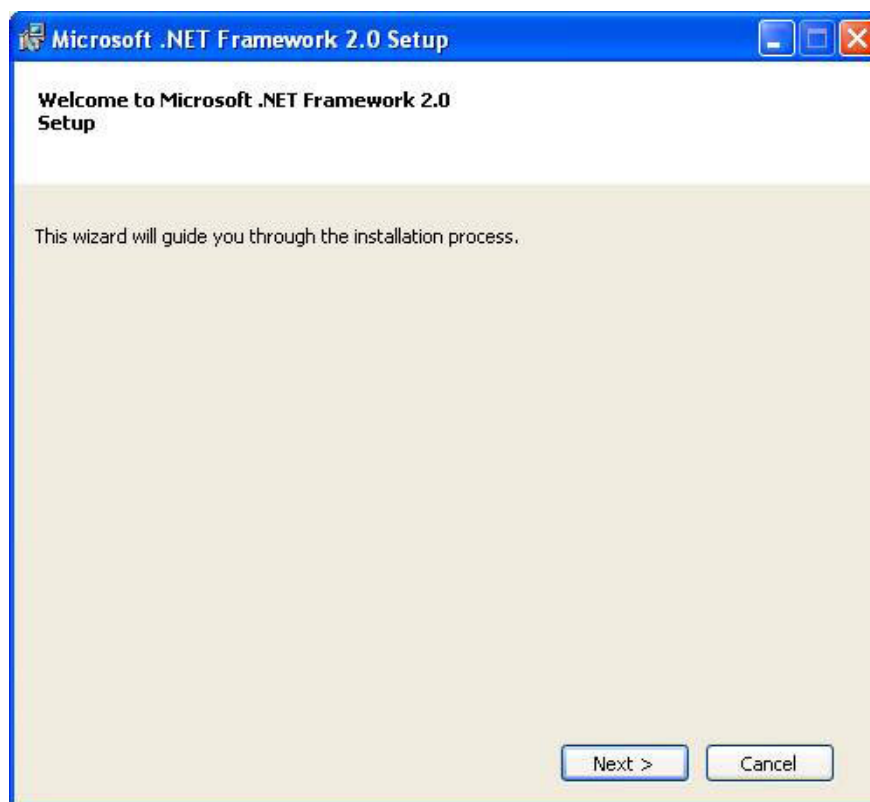 Microsoft .NET Framework 2.0 Setup
Welcome to Microsoft .NET Framework 2.0
Setup
This wizard will guide you through the installation process.
Next >
Cancel